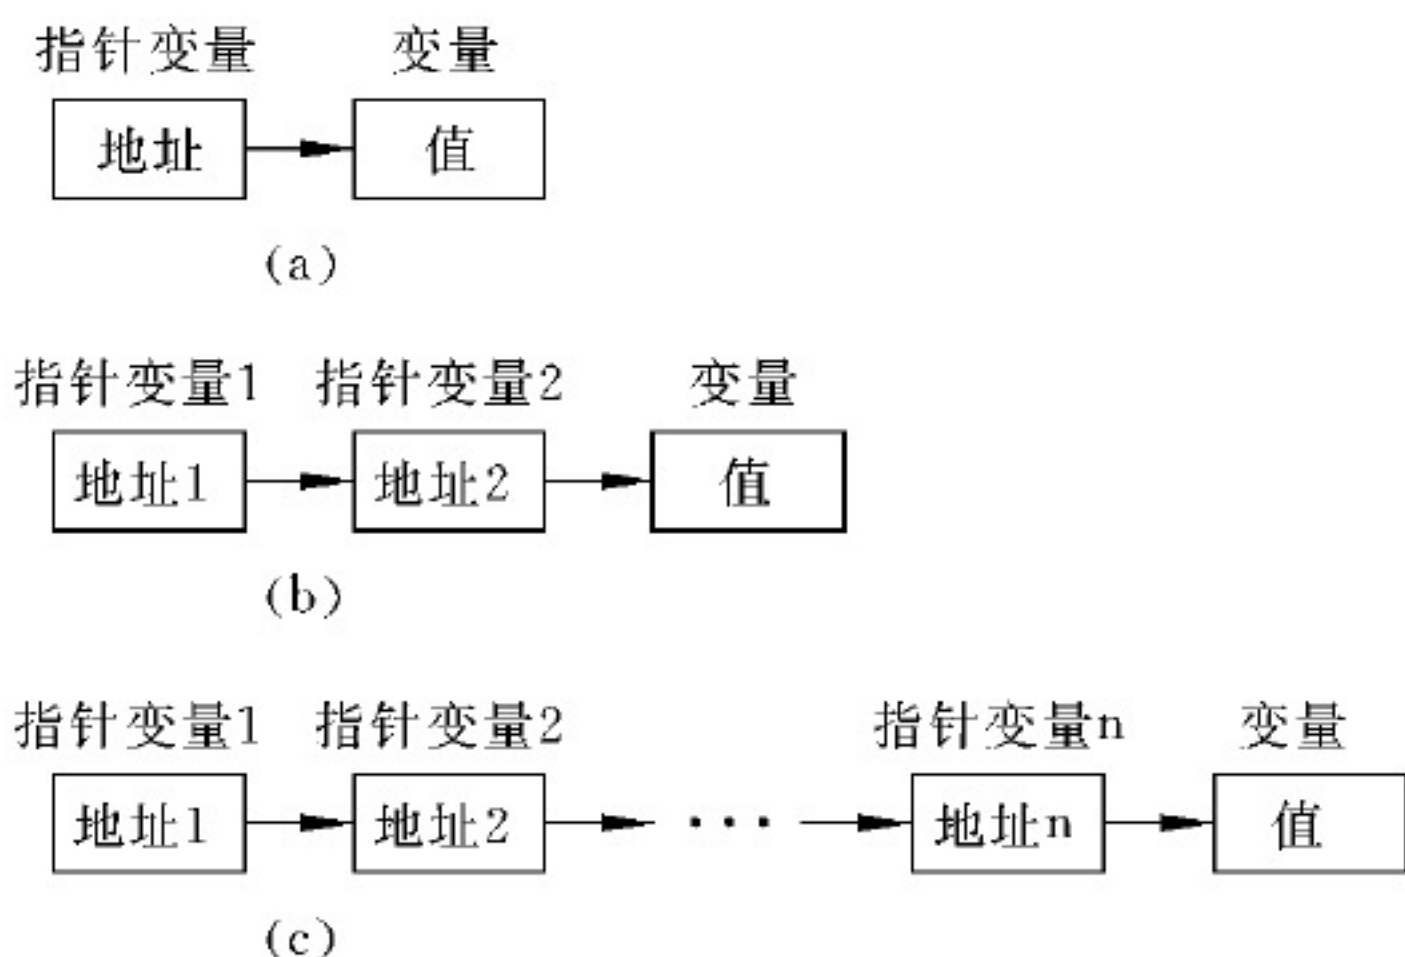 指针变量 变量
地址 值
(a)
指针变量1 指针变量2 变量
地址1 地址2 值
(b)
指针变量1 指针变量2 指针变量n 变量
地址1 地址2 ··· 地址n 值
(c)